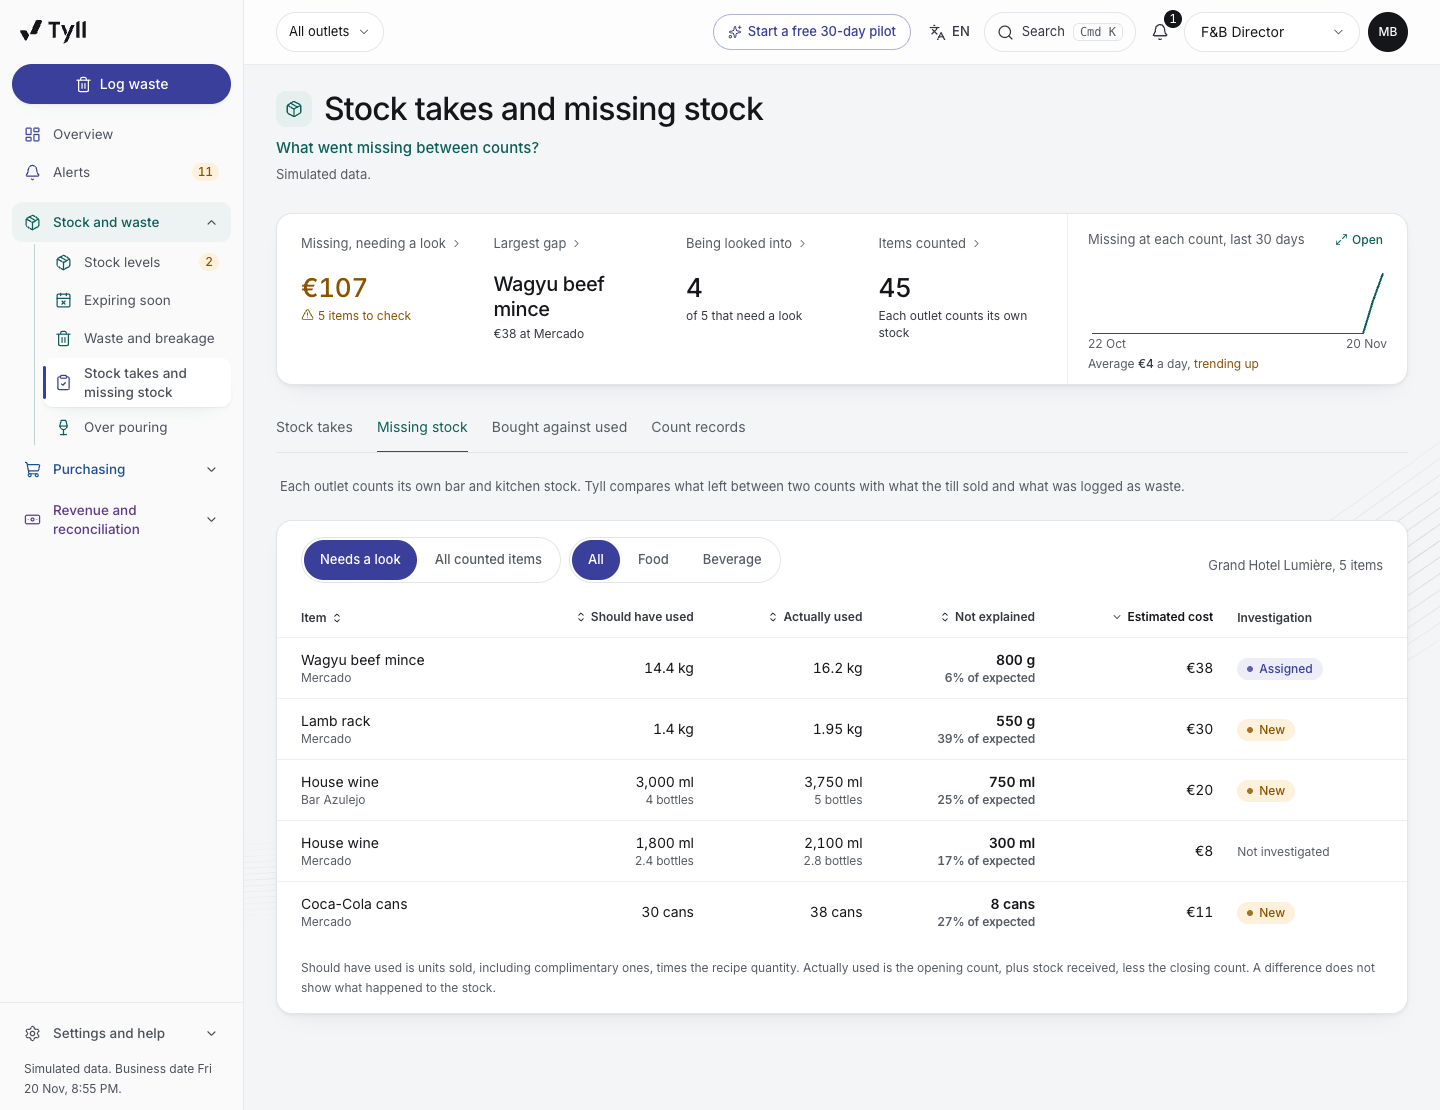 Tyll
Log waste
Overview
Alerts 11
Stock and waste
Stock levels 2
Expiring soon
Waste and breakage
Stock takes and
missing stock
Over pouring
Purchasing
Revenue and
reconciliation
Settings and help
Simulated data. Business date Fri
20 Nov, 8:55 PM.
All outlets
Start a free 30-day pilot
EN
Search Cmd K
1
F&B Director
MB
Stock takes and missing stock
What went missing between counts?
Simulated data.
Missing, needing a look
€107
5 items to check
Largest gap
Wagyu beef
mince
€38 at Mercado
Being looked into
4
of 5 that need a look
Items counted
45
Each outlet counts its own
stock
Missing at each count, last 30 days
Open
22 Oct 20 Nov
Average €4 a day, trending up
Stock takes Missing stock Bought against used Count records
Each outlet counts its own bar and kitchen stock. Tyll compares what left between two counts with what the till sold and what was logged as waste.
Needs a look All counted items All Food Beverage
Grand Hotel Lumière, 5 items
Item Should have used Actually used Not explained Estimated cost Investigation
Wagyu beef mince 14.4 kg 16.2 kg 800 g €38 Assigned
Mercado 6% of expected
Lamb rack 1.4 kg 1.95 kg 550 g €30 New
Mercado 39% of expected
House wine 3,000 ml 3,750 ml 750 ml €20 New
Bar Azulejo 4 bottles 5 bottles 25% of expected
House wine 1,800 ml 2,100 ml 300 ml €8 Not investigated
Mercado 2.4 bottles 2.8 bottles 17% of expected
Coca-Cola cans 30 cans 38 cans 8 cans €11 New
Mercado 27% of expected
Should have used is units sold, including complimentary ones, times the recipe quantity. Actually used is the opening count, plus stock received, less the closing count. A difference does not
show what happened to the stock.